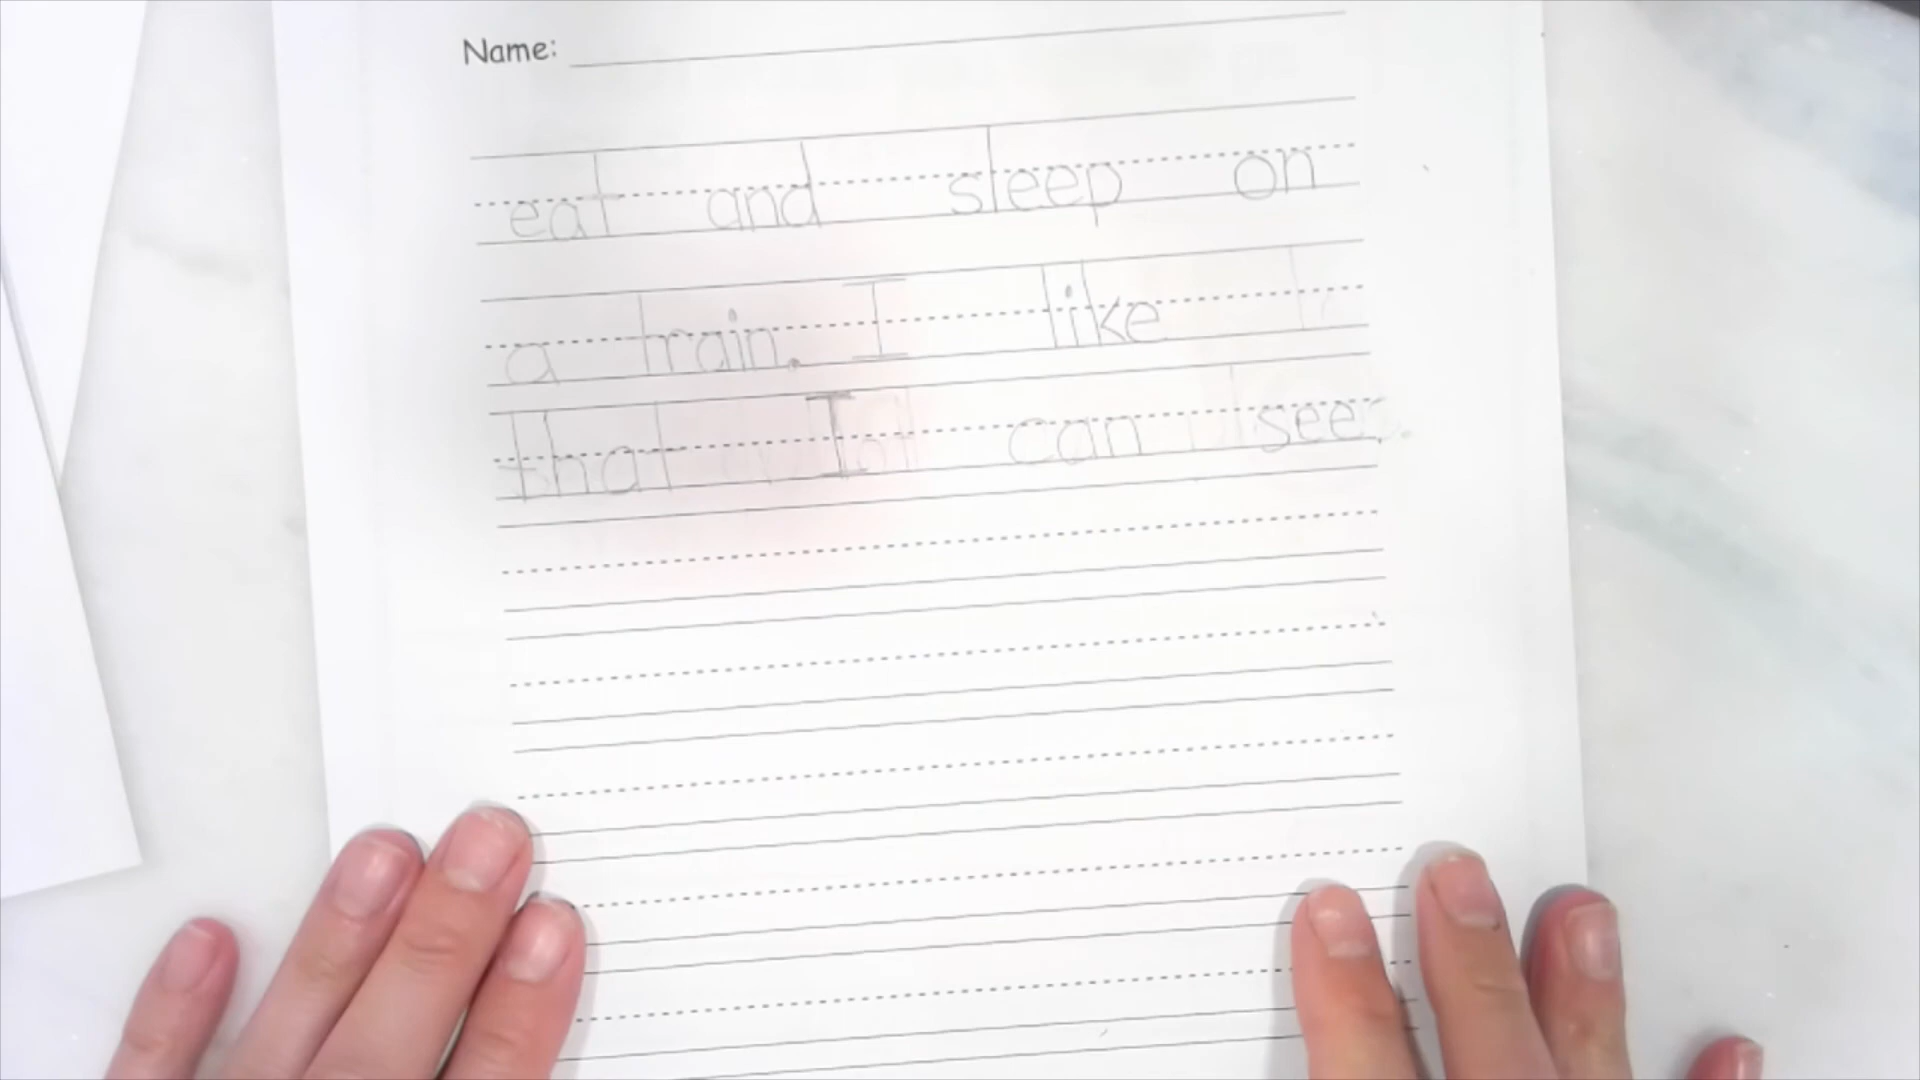 Name:
eat and sleep on
a train. I like
that I can see